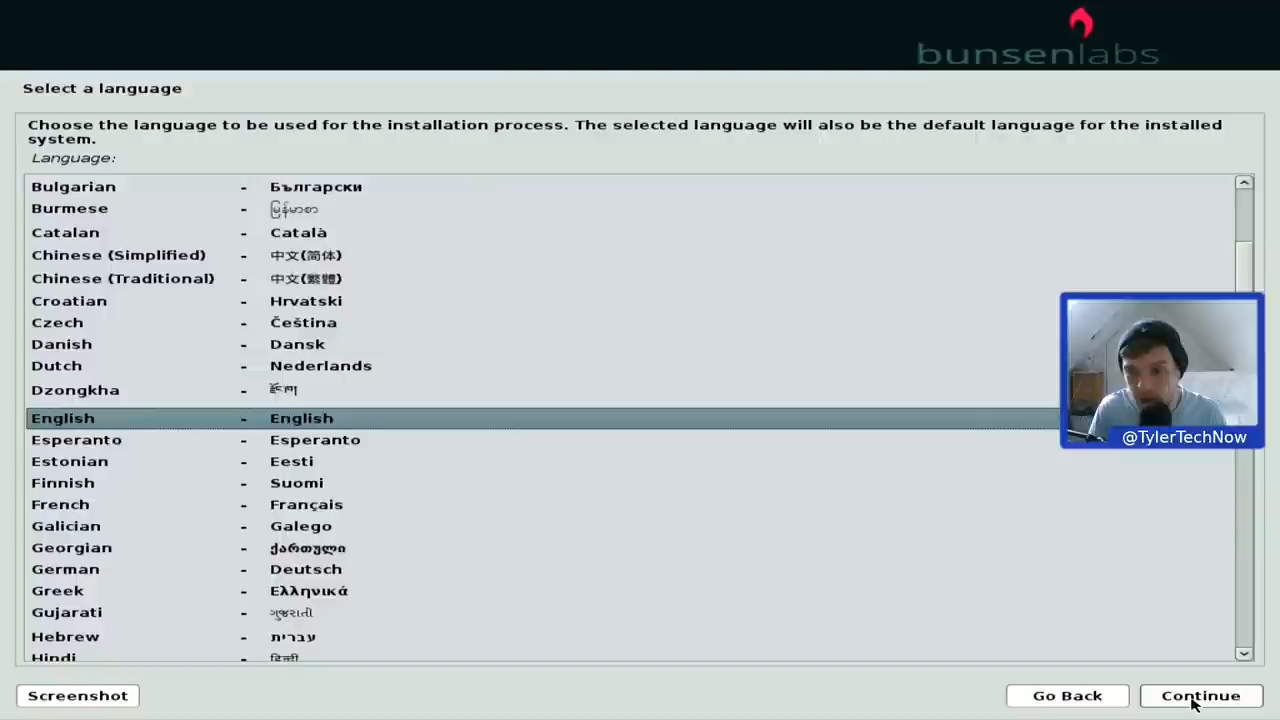 bunsenlabs
Select a language
Choose the language to be used for the installation process. The selected language will also be the default language for the installed
system.
Language:
Bulgarian - Български
Burmese - မြန်မာစာ
Catalan - Català
Chinese (Simplified) - 中文(简体)
Chinese (Traditional) - 中文(繁體)
Croatian - Hrvatski
Czech - Čeština
Danish - Dansk
Dutch - Nederlands
Dzongkha - རྫོང་ཁ།
English - English
Esperanto - Esperanto
Estonian - Eesti
Finnish - Suomi
French - Français
Galician - Galego
Georgian - ქართული
German - Deutsch
Greek - Ελληνικά
Gujarati - ગુજરાતી
Hebrew - עברית
Hindi - हिन्दी
@TylerTechNow
Screenshot
Go Back
Continue